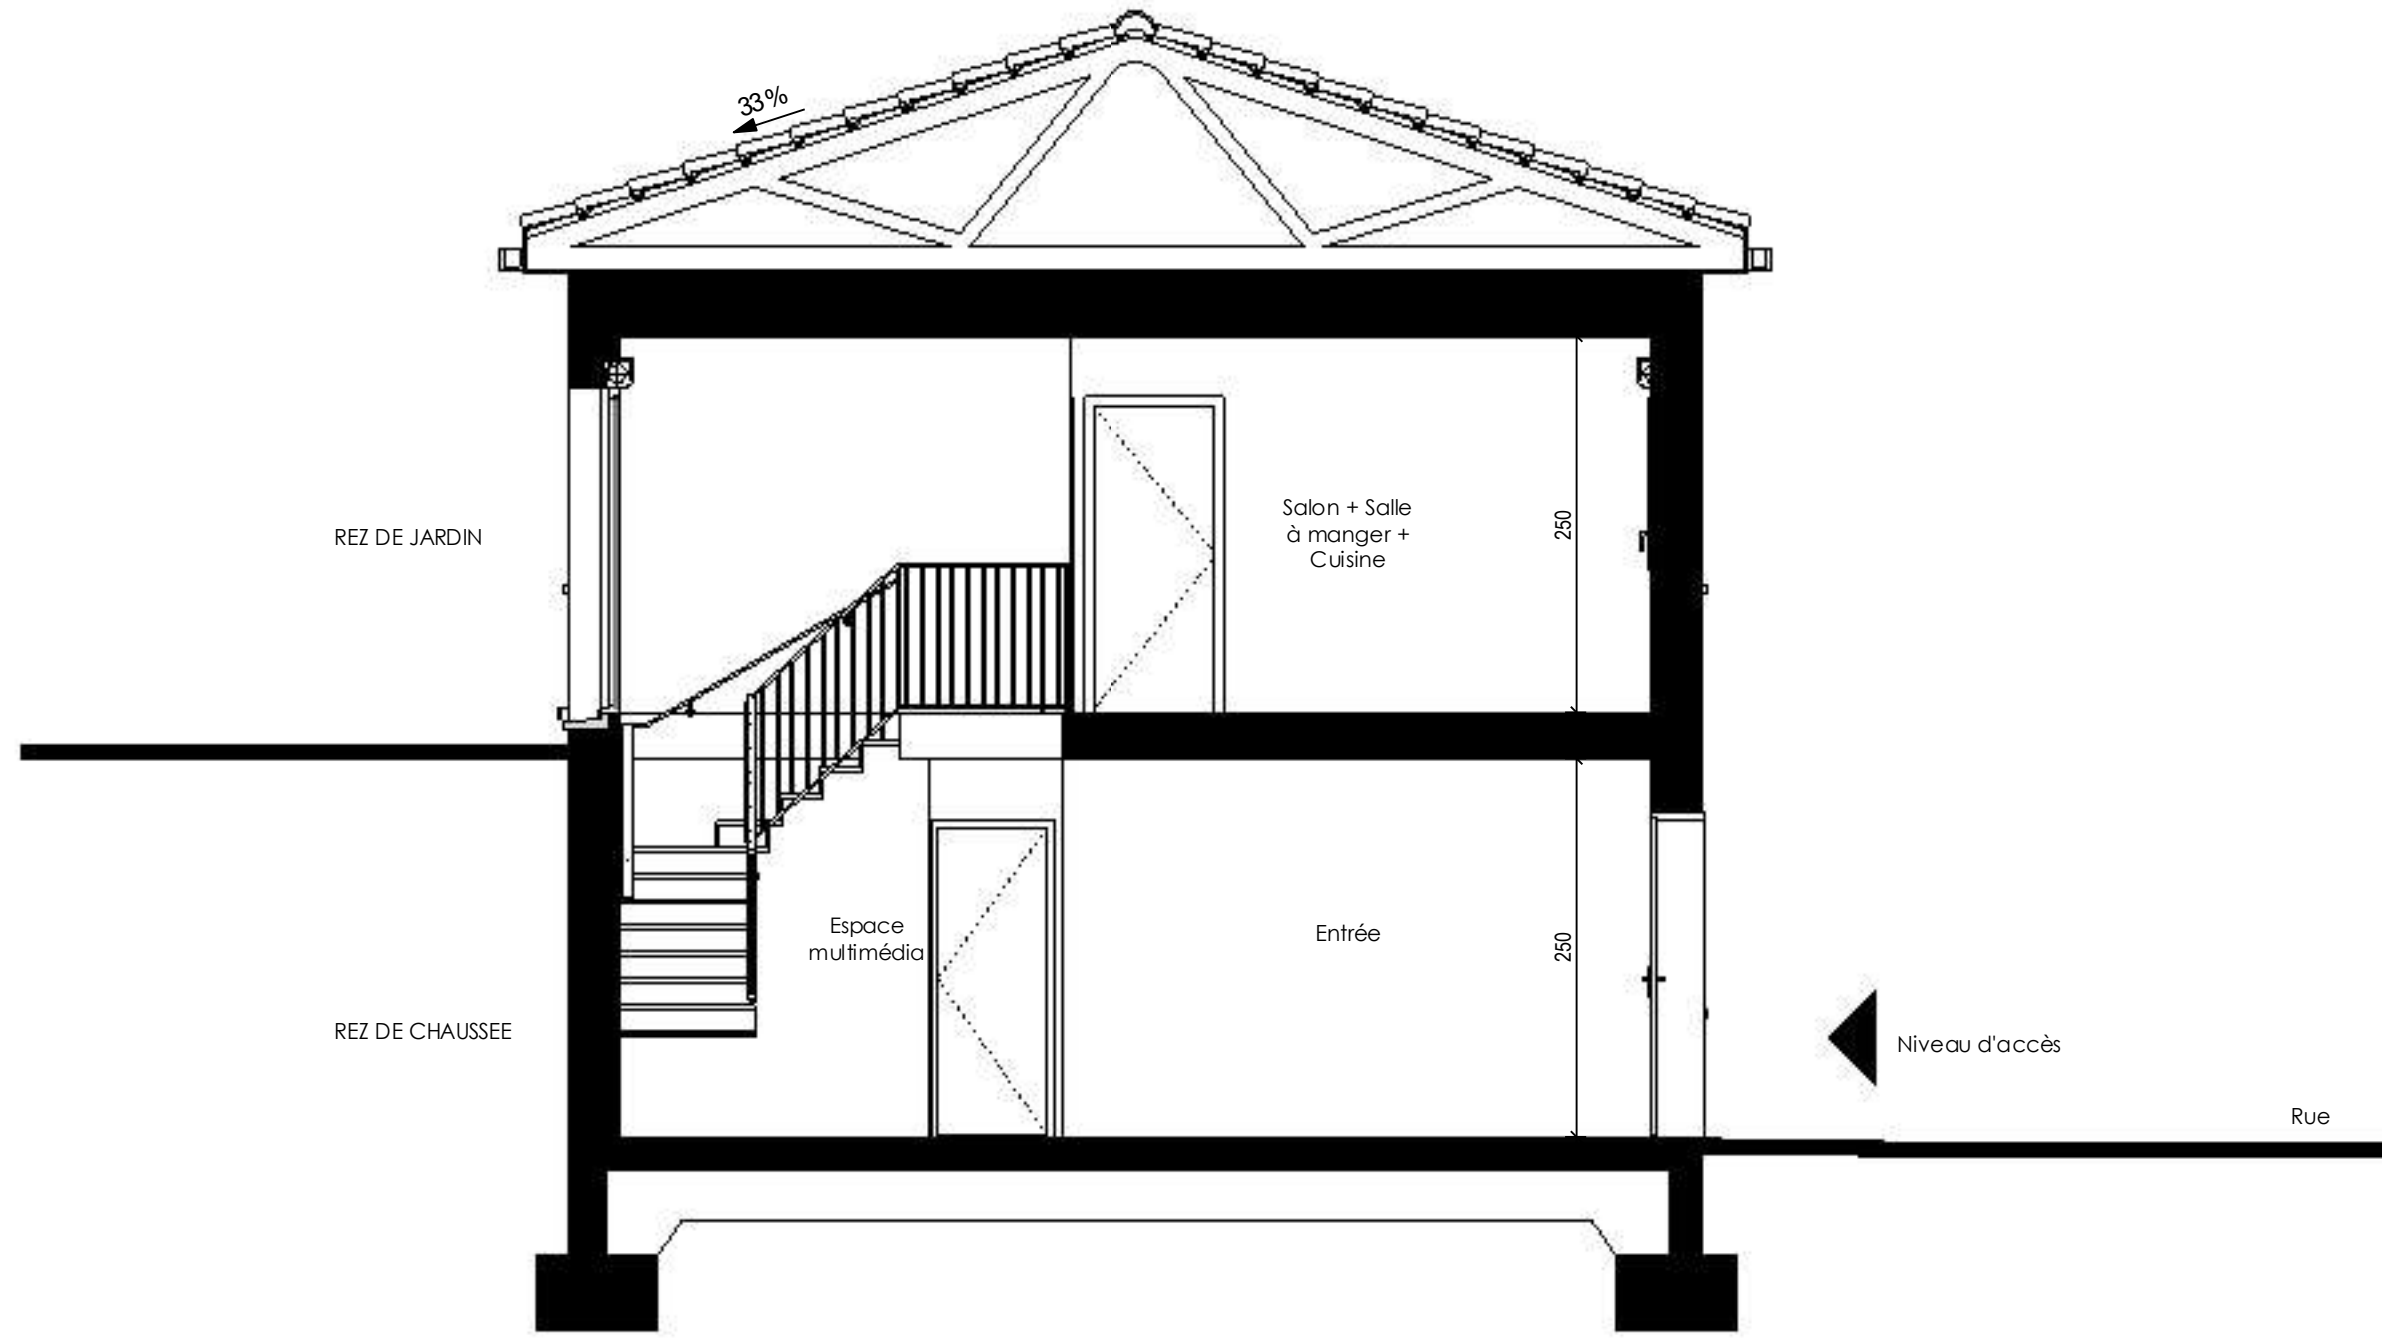 33%
REZ DE JARDIN
Salon + Salle
à manger +
Cuisine
250
Espace
multimédia
Entrée
250
REZ DE CHAUSSEE
Niveau d'accès
Rue